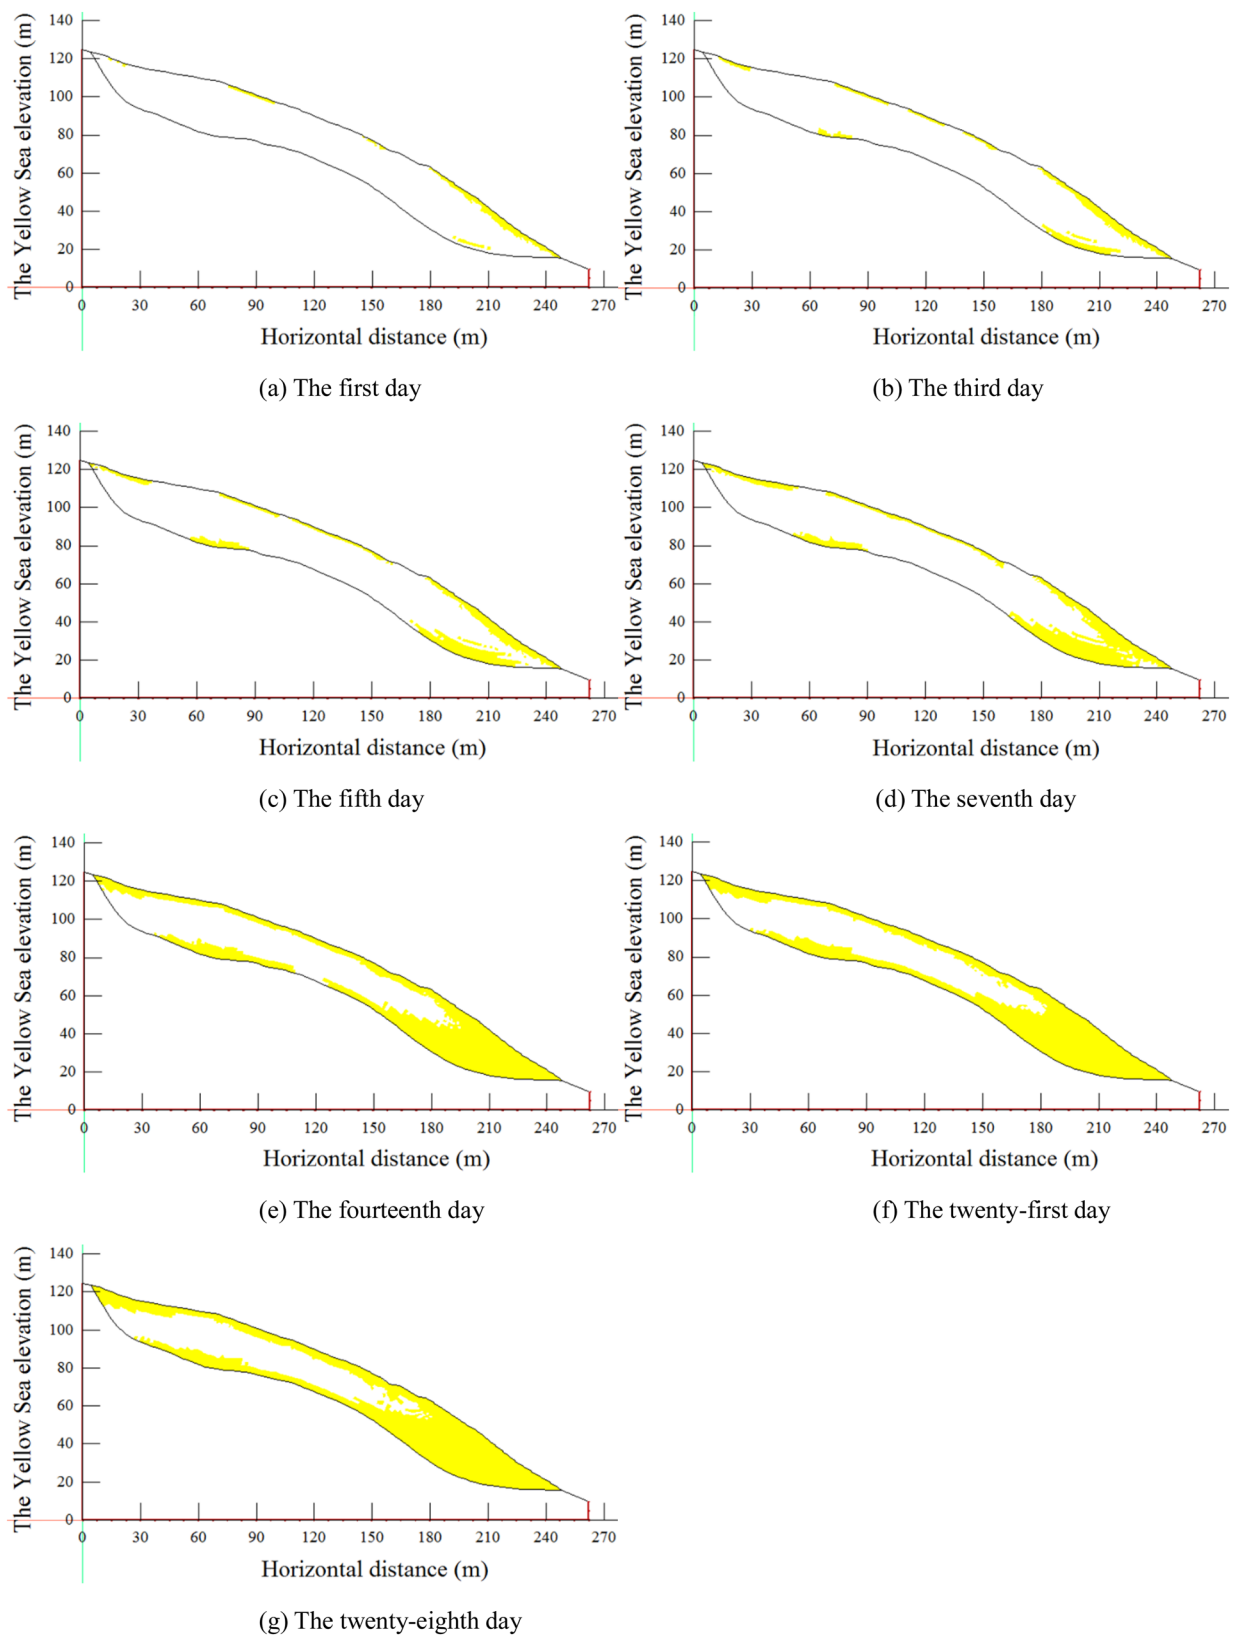 The Yellow Sea elevation (m)
140
120
100
80
60
40
20
0
0 30 60 90 120 150 180 210 240 270
Horizontal distance (m)
(a) The first day
The Yellow Sea elevation (m)
140
120
100
80
60
40
20
0
0 30 60 90 120 150 180 210 240 270
Horizontal distance (m)
(b) The third day
The Yellow Sea elevation (m)
140
120
100
80
60
40
20
0
0 30 60 90 120 150 180 210 240 270
Horizontal distance (m)
(c) The fifth day
The Yellow Sea elevation (m)
140
120
100
80
60
40
20
0
0 30 60 90 120 150 180 210 240 270
Horizontal distance (m)
(d) The seventh day
The Yellow Sea elevation (m)
140
120
100
80
60
40
20
0
0 30 60 90 120 150 180 210 240 270
Horizontal distance (m)
(e) The fourteenth day
The Yellow Sea elevation (m)
140
120
100
80
60
40
20
0
0 30 60 90 120 150 180 210 240 270
Horizontal distance (m)
(f) The twenty-first day
The Yellow Sea elevation (m)
140
120
100
80
60
40
20
0
0 30 60 90 120 150 180 210 240 270
Horizontal distance (m)
(g) The twenty-eighth day